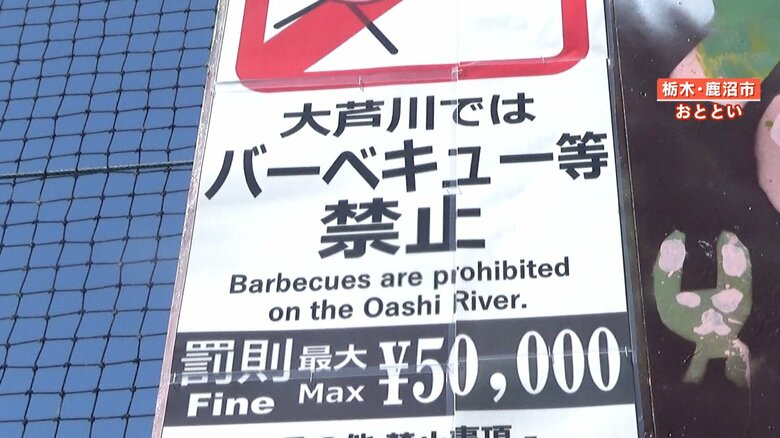 栃木・鹿沼市
おととい
大芦川では
バーベキュー等
禁止
Barbecues are prohibited
on the Oashi River.
罰則 最大 ¥50,000
Fine Max